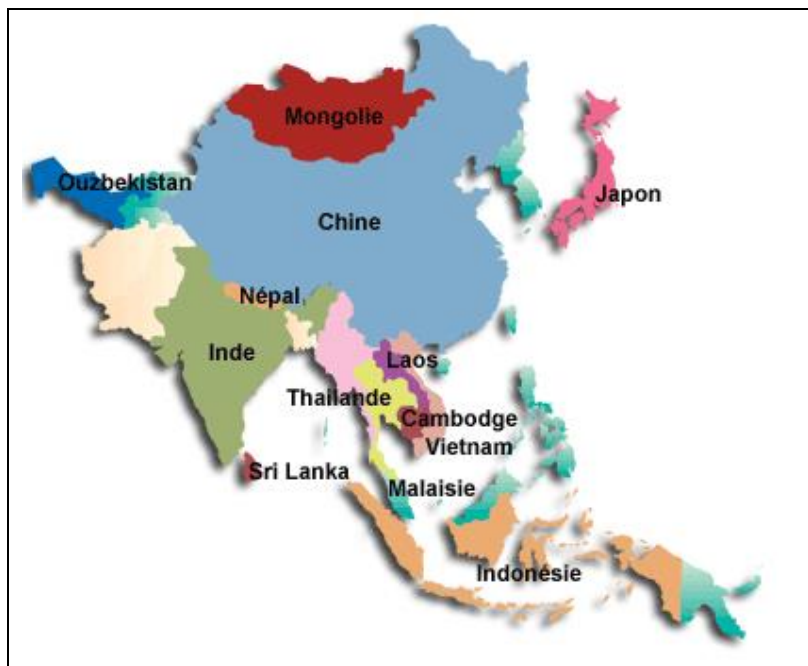 Mongolie
Ouzbekistan
Japon
Chine
Népal
Inde
Laos
Thailande
Cambodge
Vietnam
Sri Lanka
Malaisie
Indonésie